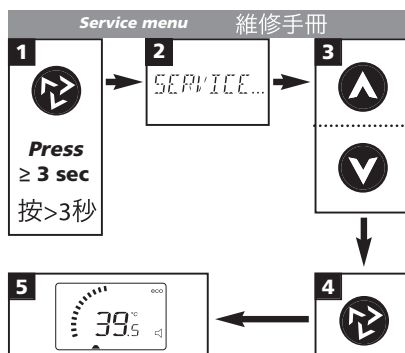 Service menu 維修手冊
1
Press
≥ 3 sec
按>3秒
2
SERVICE...
3
4
5
eco
39.5 °C